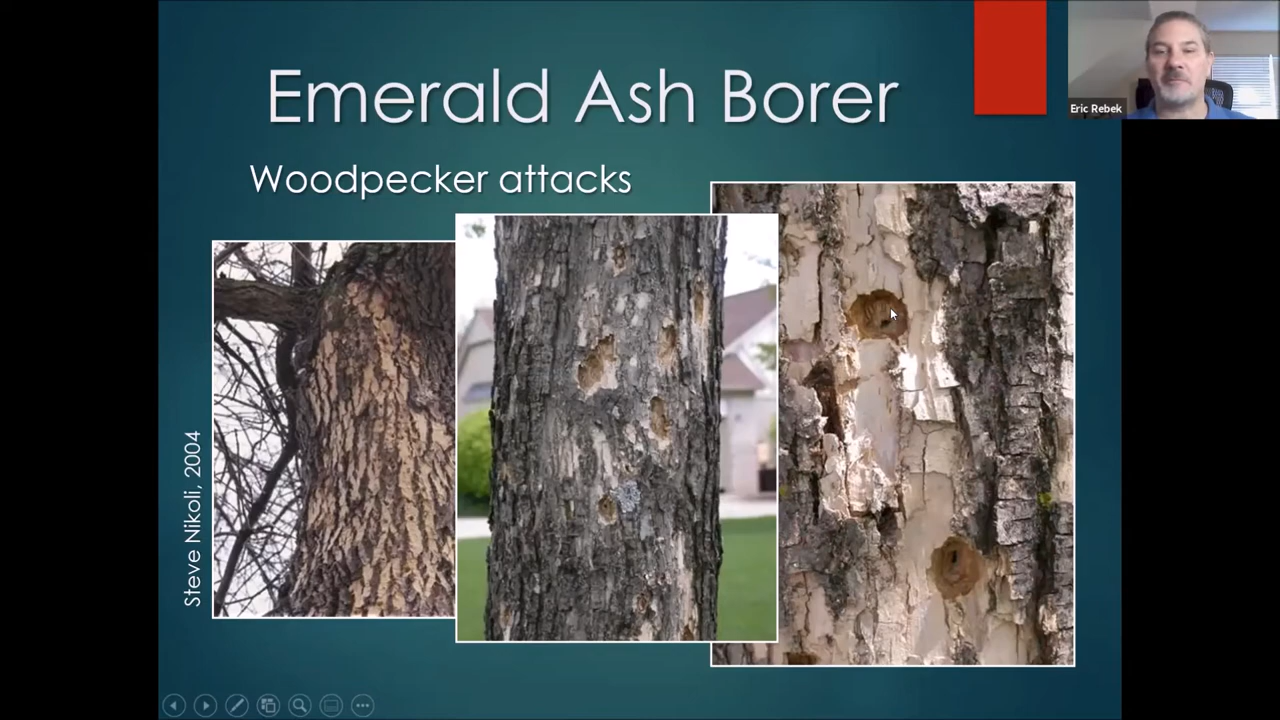 Emerald Ash Borer
Woodpecker attacks
Steve Nikoli, 2004
Eric Rebek